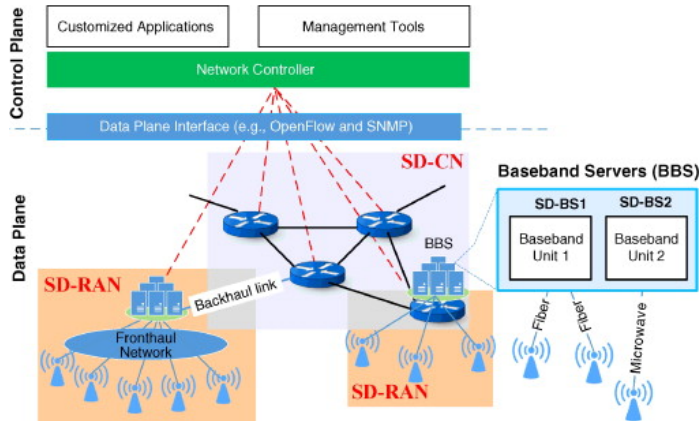 Control Plane
Customized Applications
Management Tools
Network Controller
Data Plane Interface (e.g., OpenFlow and SNMP)
Data Plane
SD-CN
Baseband Servers (BBS)
SD-BS1
SD-BS2
Baseband
Unit 1
Baseband
Unit 2
BBS
SD-RAN
Backhaul link
Fronthaul
Network
SD-RAN
Fiber
Fiber
Microwave